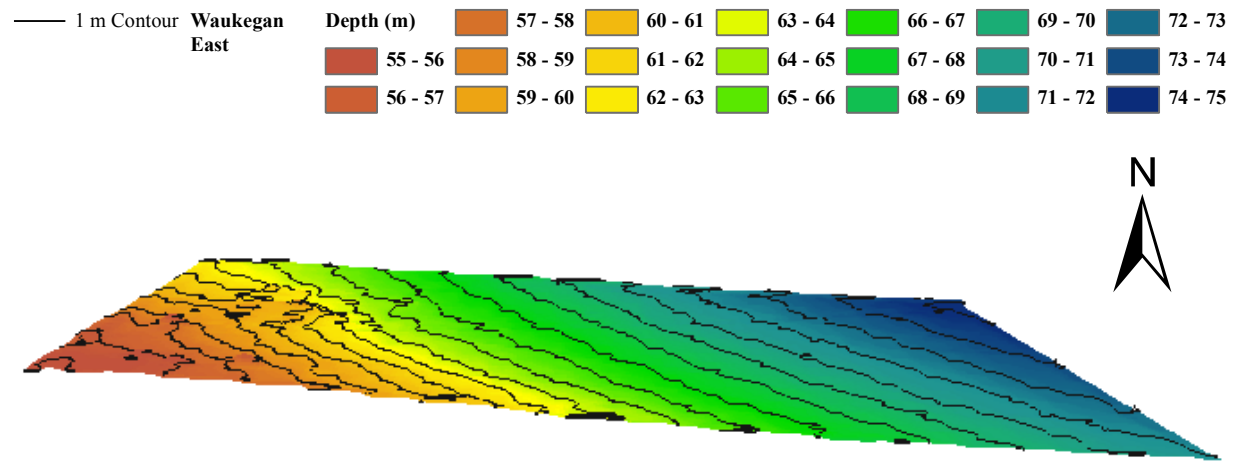 1 m Contour
Waukegan
East
Depth (m)
55 - 56
56 - 57
57 - 58
58 - 59
59 - 60
60 - 61
61 - 62
62 - 63
63 - 64
64 - 65
65 - 66
66 - 67
67 - 68
68 - 69
69 - 70
70 - 71
71 - 72
72 - 73
73 - 74
74 - 75
N